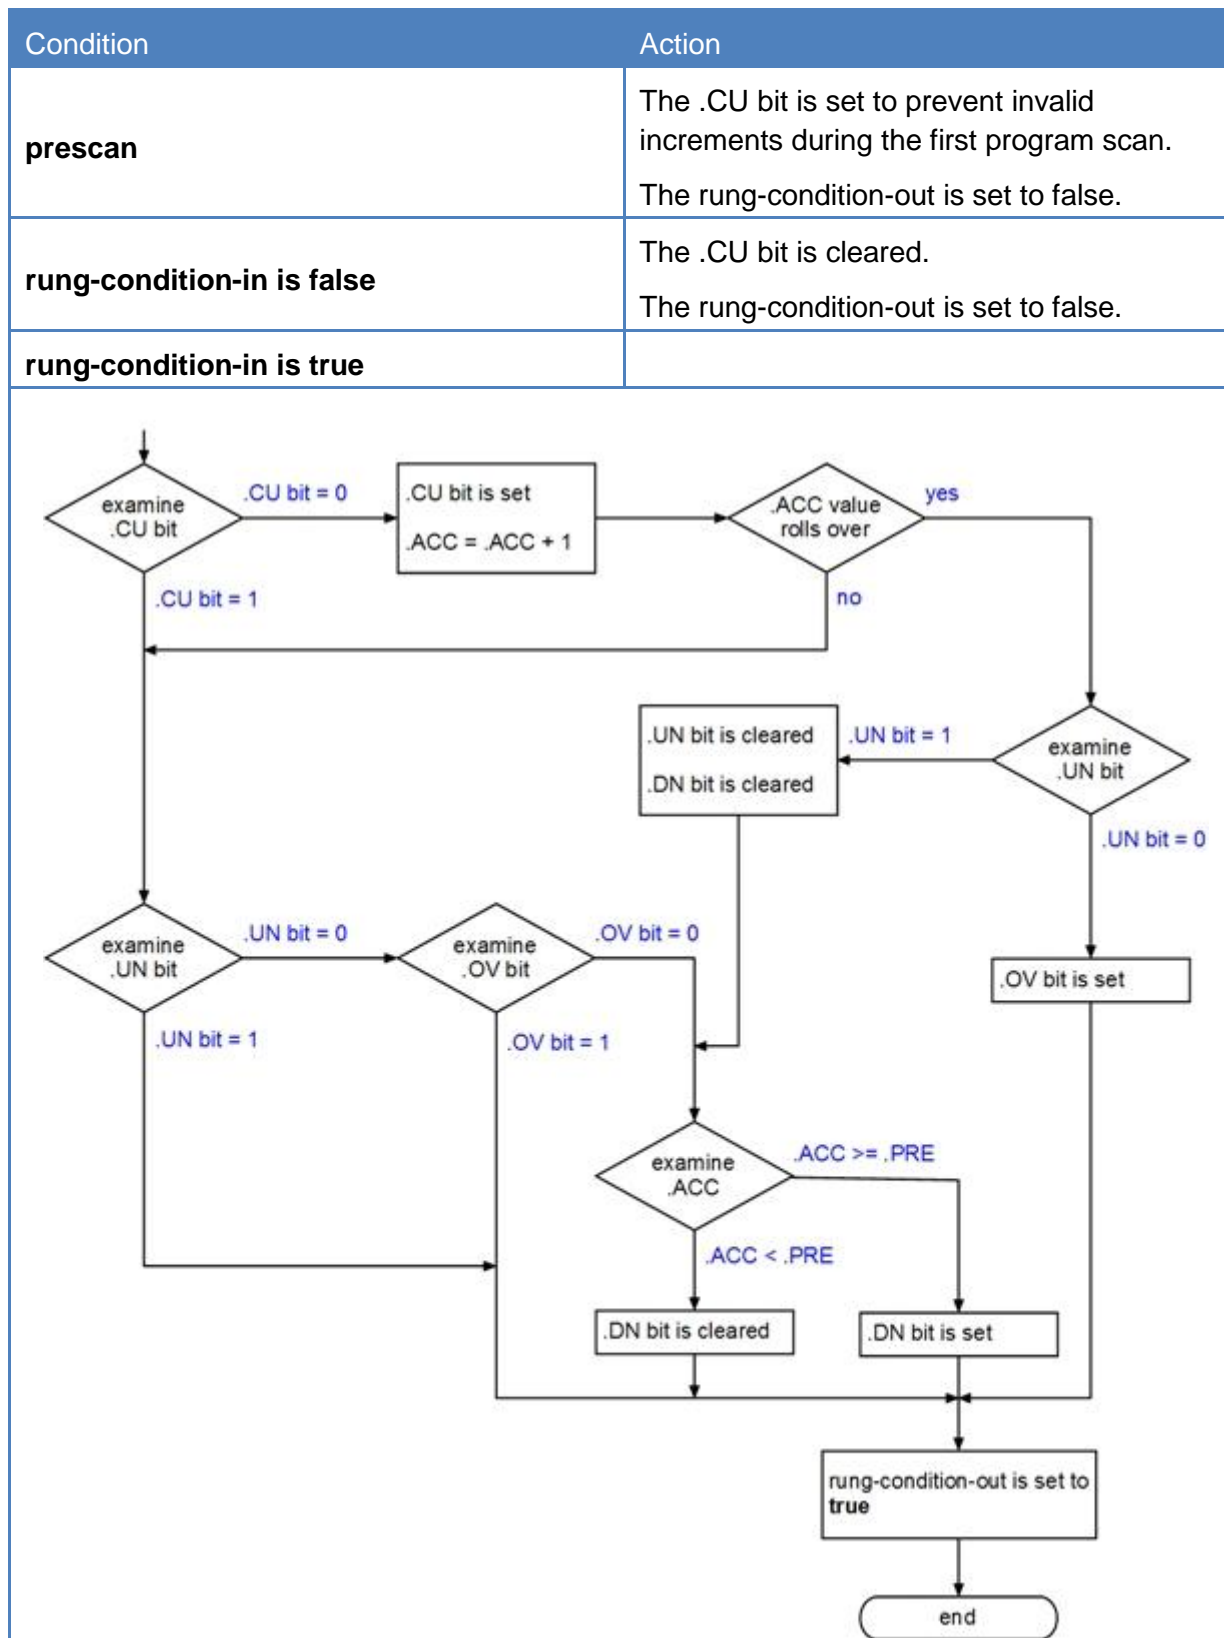 Condition
Action
prescan
The .CU bit is set to prevent invalid
increments during the first program scan.
The rung-condition-out is set to false.
rung-condition-in is false
The .CU bit is cleared.
The rung-condition-out is set to false.
rung-condition-in is true
examine
.CU bit
.CU bit = 0
.CU bit is set
.ACC = .ACC + 1
.ACC value
rolls over
yes
.CU bit = 1
no
.UN bit is cleared
.DN bit is cleared
.UN bit = 1
examine
.UN bit
.UN bit = 0
examine
.UN bit
.UN bit = 0
examine
.OV bit
.OV bit = 0
.OV bit is set
.UN bit = 1
.OV bit = 1
examine
.ACC
.ACC >= .PRE
.ACC < .PRE
.DN bit is cleared
.DN bit is set
rung-condition-out is set to
true
end